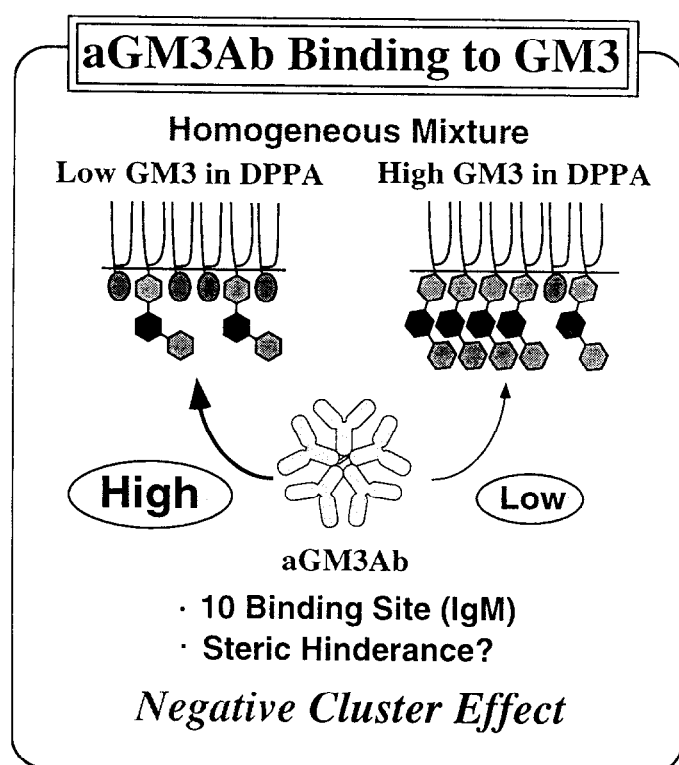 aGM3Ab Binding to GM3
Homogeneous Mixture
Low GM3 in DPPA High GM3 in DPPA
High
Low
aGM3Ab
· 10 Binding Site (IgM)
· Steric Hinderance?
Negative Cluster Effect